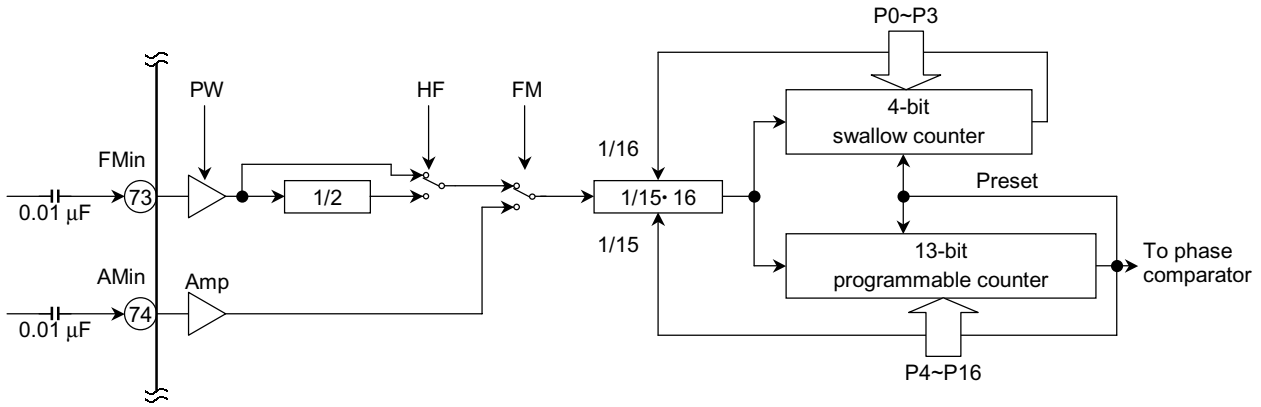 P0~P3
PW
HF
FM
4-bit
swallow counter
FMin
1/16
73
1/2
1/15• 16
Preset
0.01 μF
1/15
13-bit
programmable counter
To phase
comparator
AMin
Amp
74
0.01 μF
P4~P16